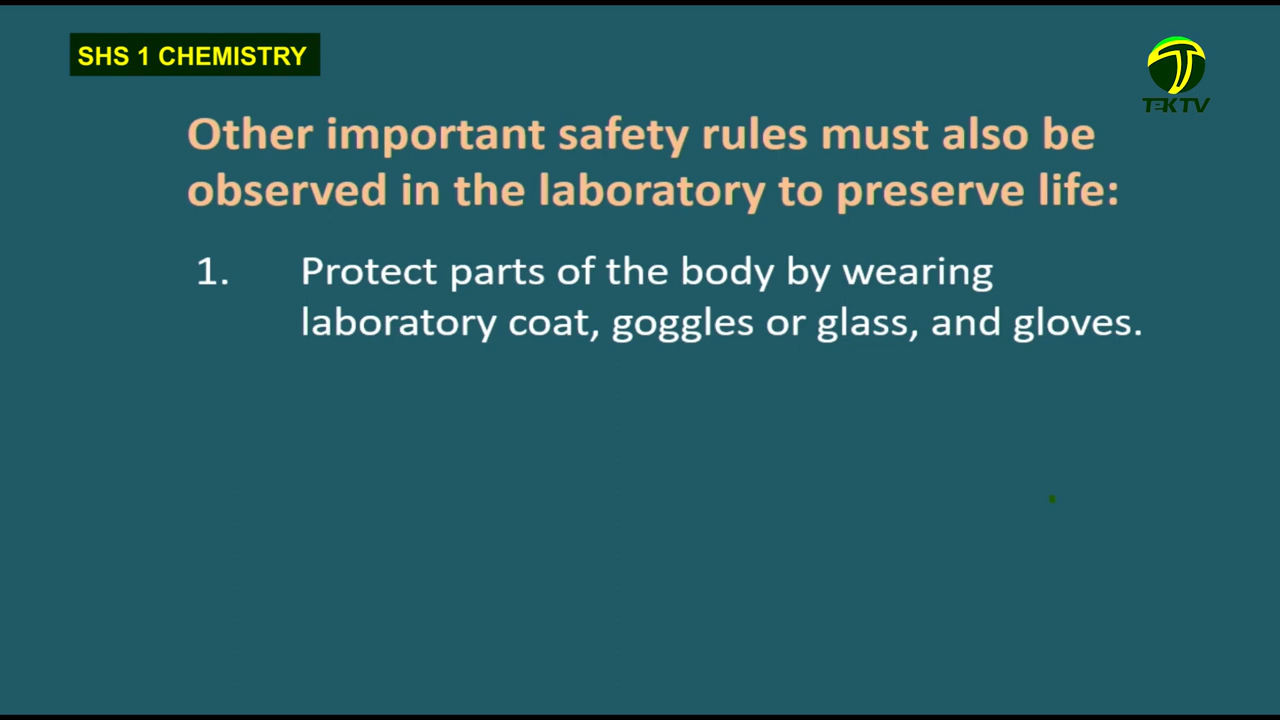 SHS 1 CHEMISTRY
TEKTV
Other important safety rules must also be
observed in the laboratory to preserve life:
1. Protect parts of the body by wearing
laboratory coat, goggles or glass, and gloves.